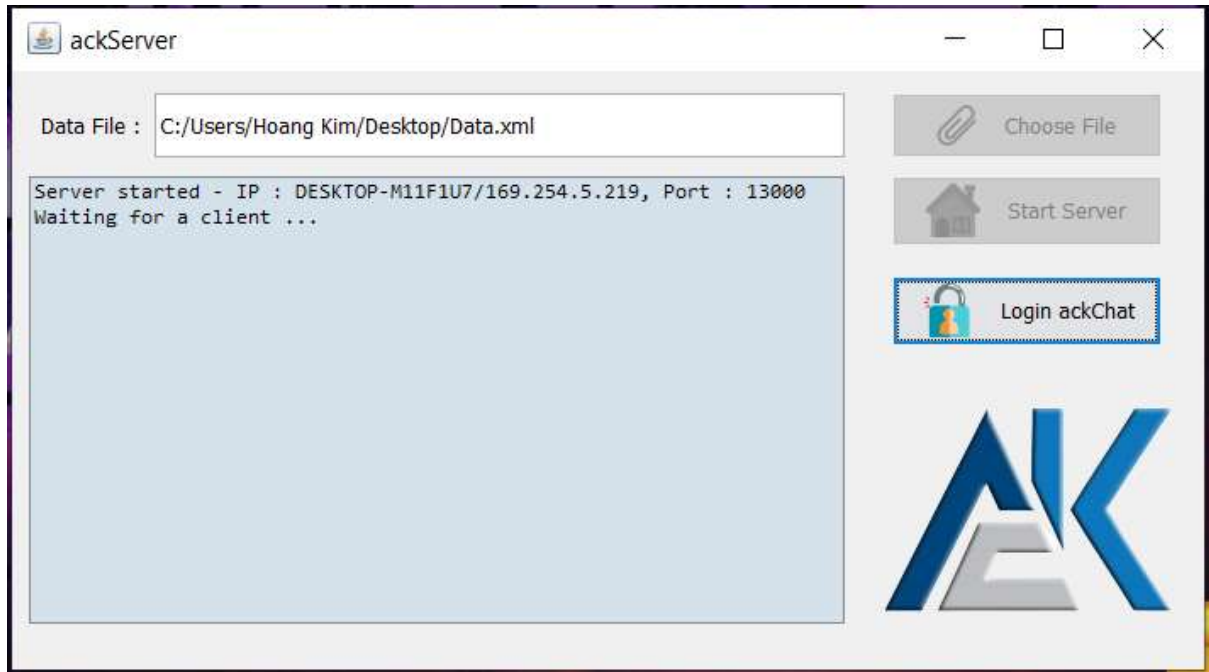 ackServer
Data File : C:/Users/Hoang Kim/Desktop/Data.xml
Choose File
Server started - IP : DESKTOP-M11F1U7/169.254.5.219, Port : 13000
Waiting for a client ...
Start Server
Login ackChat
ACK